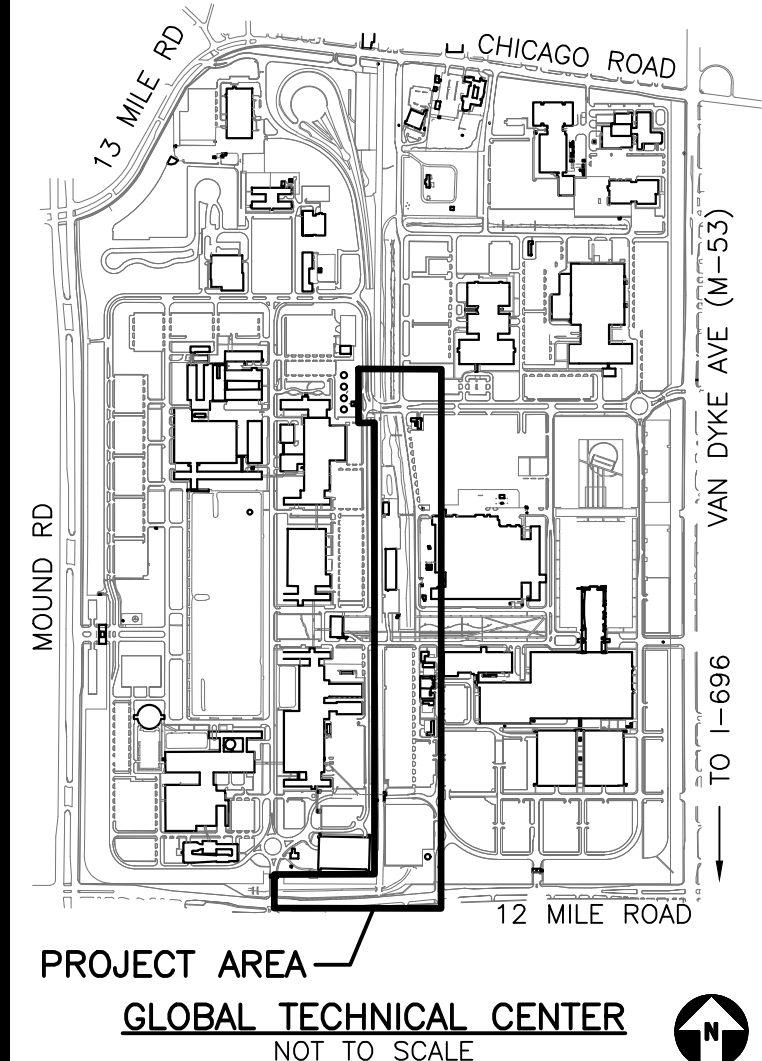 CHICAGO ROAD
13 MILE RD
VAN DYKE AVE (M-53)
MOUND RD
TO I-696
12 MILE ROAD
PROJECT AREA
GLOBAL TECHNICAL CENTER
NOT TO SCALE
N